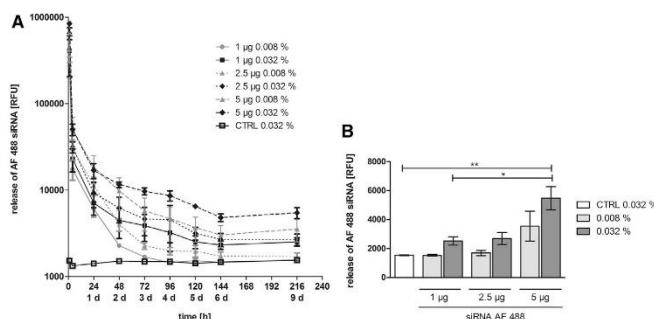 A
1000000
100000
10000
1000
release of AF 488 siRNA [RFU]
1 µg 0.008 %
1 µg 0.032 %
2.5 µg 0.008 %
2.5 µg 0.032 %
5 µg 0.008 %
5 µg 0.032 %
CTRL 0.032 %
0 24 48 72 96 120 144 168 192 216 240
1 d 2 d 3 d 4 d 5 d 6 d 9 d
time [h]
B
release of AF 488 siRNA [RFU]
8000
6000
4000
2000
0
**
*
CTRL 0.032 %
0.008 %
0.032 %
1 µg 2.5 µg 5 µg
siRNA AF 488